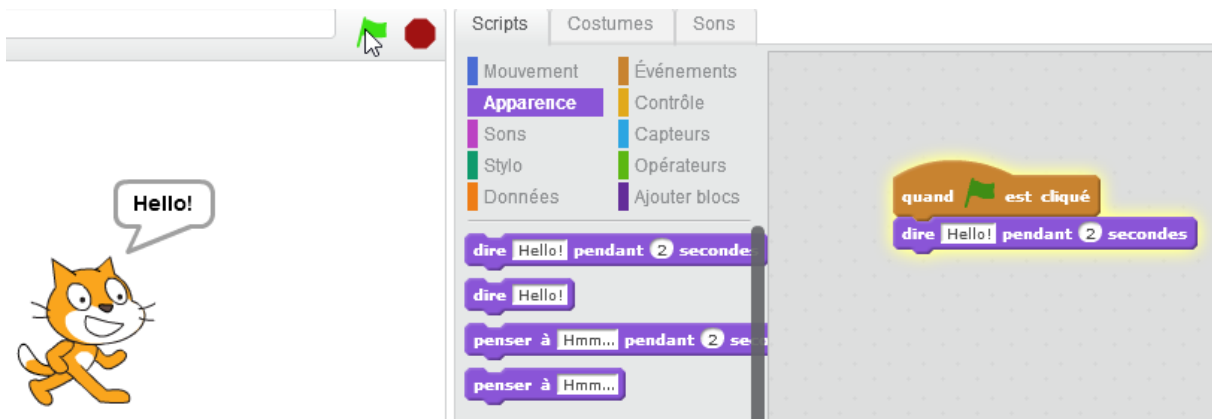 Scripts Costumes Sons
Mouvement Événements
Apparence Contrôle
Sons Capteurs
Stylo Opérateurs
Données Ajouter blocs
Hello!
dire Hello! pendant 2 secondes
dire Hello!
penser à Hmm... pendant 2 se
penser à Hmm...
quand est cliqué
dire Hello! pendant 2 secondes